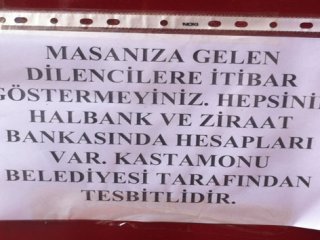 MASANIZA GELEN
DİLENCİLERE İTİBAR
GÖSTERMEYİNİZ. HEPSİNİ
HALBANK VE ZİRAAT
BANKASINDA HESAPLARI
VAR. KASTAMONU
BELEDİYESİ TARAFINDAN
TESBİTLİDİR.